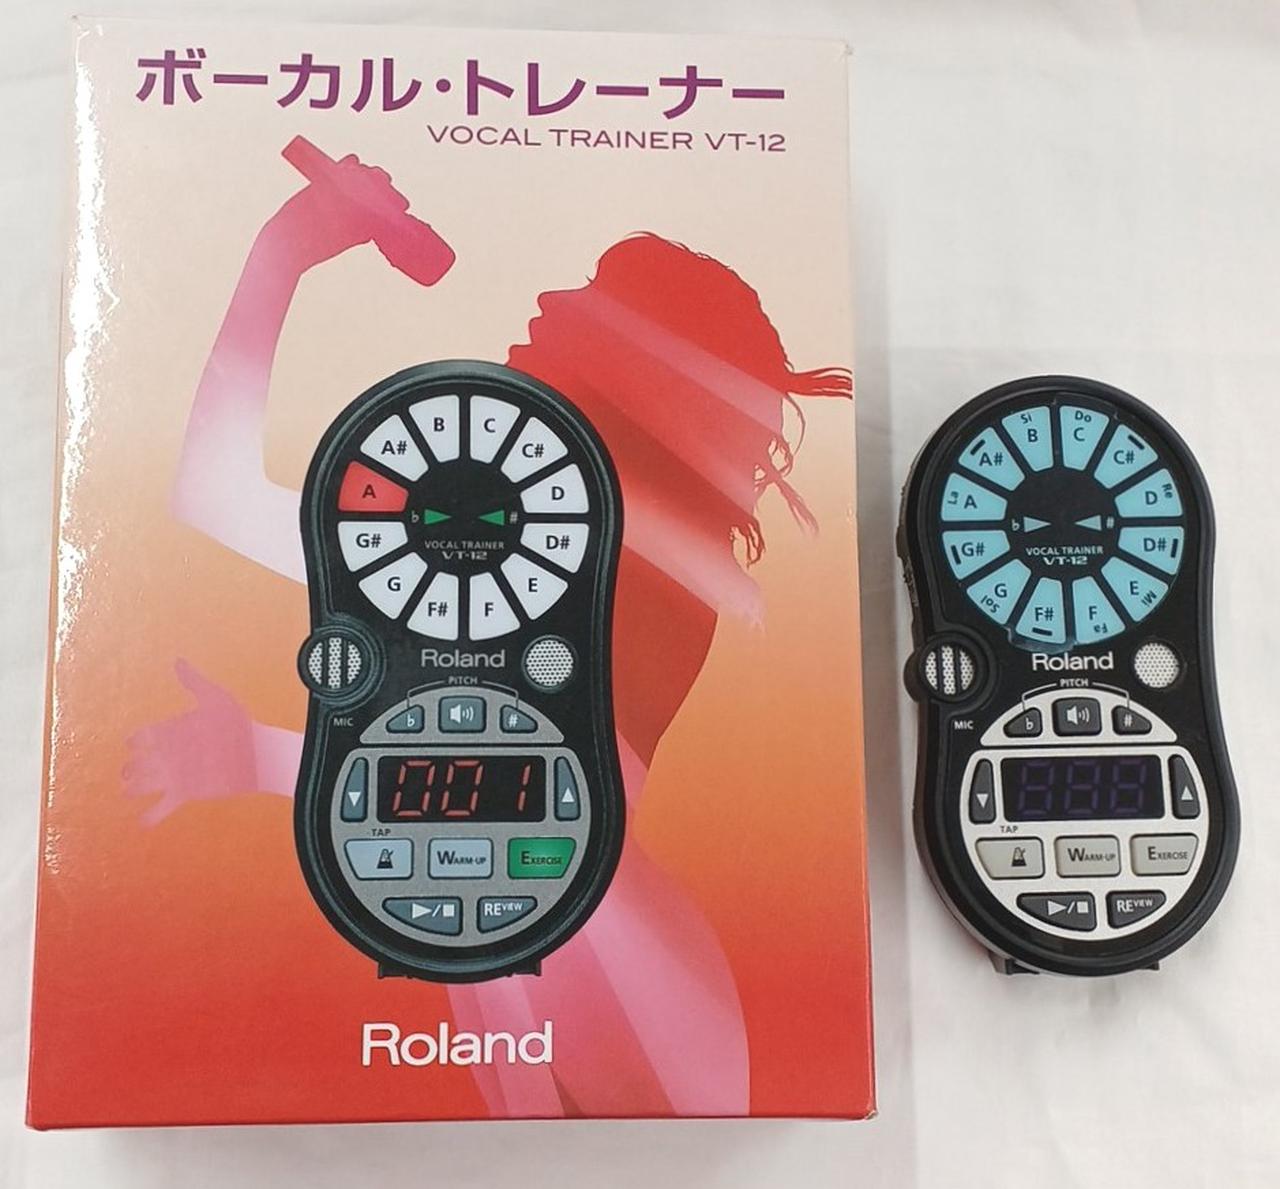 ボーカル・トレーナー
VOCAL TRAINER VT-12
B
C
A#
C#
A
D
♭
#
G#
D#
VOCAL TRAINER
VT-12
G
E
F#
F
Roland
PITCH
♭
#
MIC
001
TAP
WARM-UP
EXERCISE
▶/■
REVIEW
Roland
Si
Do
B
C
A#
C#
La
A
D
Re
♭
#
G#
D#
VOCAL TRAINER
VT-12
G
Sol
E
Mi
F#
F
Fa
Roland
PITCH
♭
#
MIC
888
TAP
WARM-UP
EXERCISE
▶/■
REVIEW